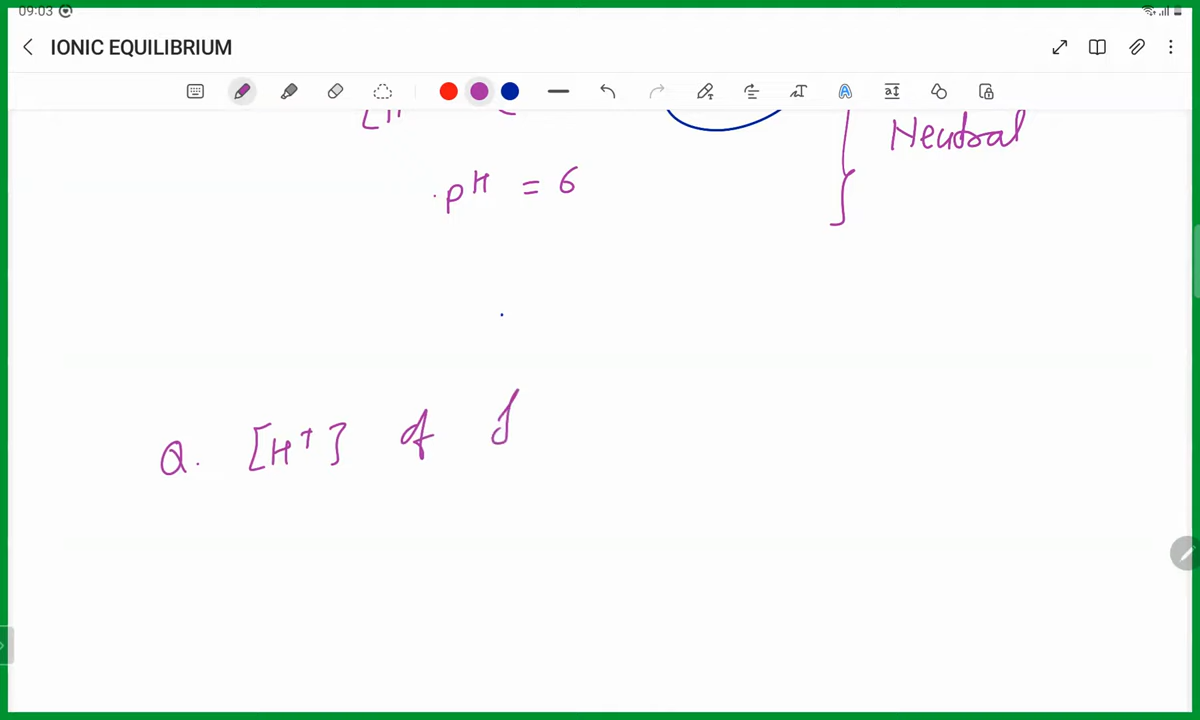 09:03
IONIC EQUILIBRIUM
Neutral
pH = 6
Q. [H+] of